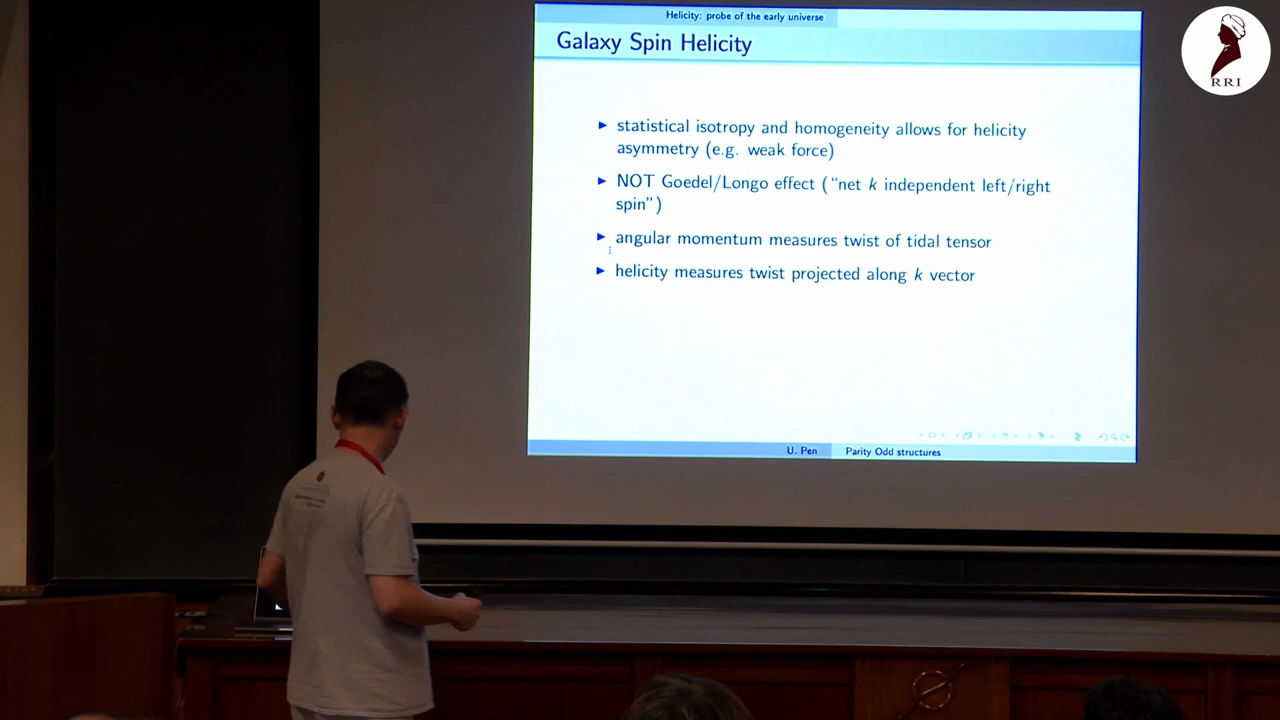 Helicity: probe of the early universe
Galaxy Spin Helicity
RRI
statistical isotropy and homogeneity allows for helicity
asymmetry (e.g. weak force)
NOT Goedel/Longo effect ("net k independent left/right
spin")
angular momentum measures twist of tidal tensor
helicity measures twist projected along k vector
U. Pen
Parity Odd structures